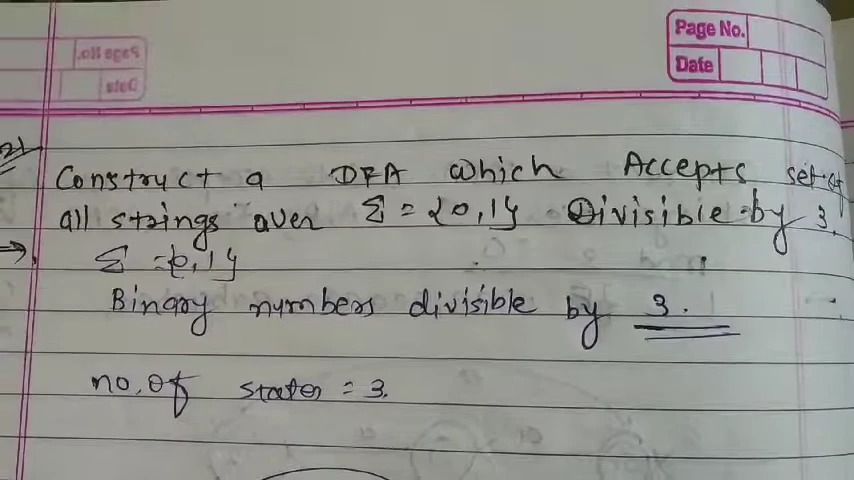 Page No.
Date
2)
Construct a DFA which Accepts set of
all strings over Σ = {0,1} Divisible by 3.
⇒ Σ = {0,1}
Binary numbers divisible by 3.
no. of states = 3.